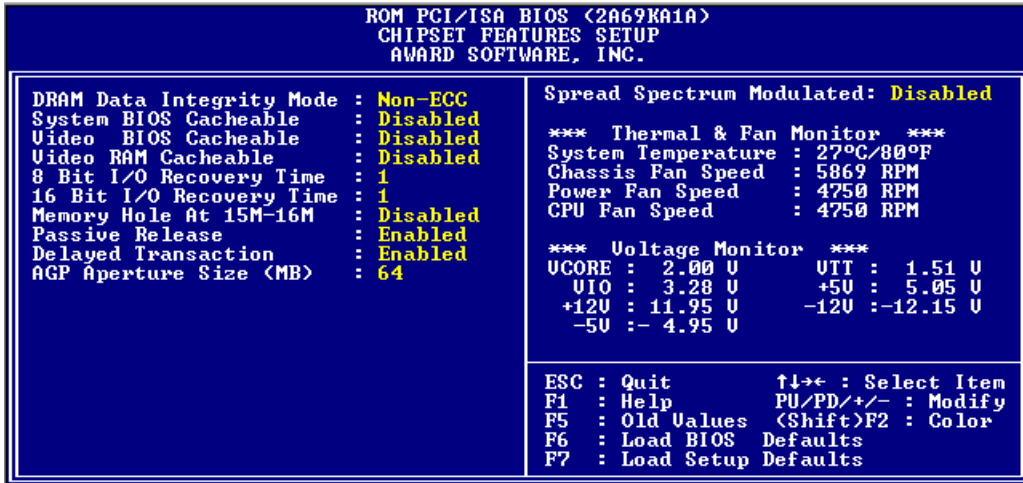 ROM PCI/ISA BIOS (2A69KA1A)
CHIPSET FEATURES SETUP
AWARD SOFTWARE, INC.
DRAM Data Integrity Mode : Non-ECC
System BIOS Cacheable : Disabled
Video BIOS Cacheable : Disabled
Video RAM Cacheable : Disabled
8 Bit I/O Recovery Time : 1
16 Bit I/O Recovery Time : 1
Memory Hole At 15M-16M : Disabled
Passive Release : Enabled
Delayed Transaction : Enabled
AGP Aperture Size (MB) : 64
Spread Spectrum Modulated: Disabled
*** Thermal & Fan Monitor ***
System Temperature : 27ºC/80ºF
Chassis Fan Speed : 5869 RPM
Power Fan Speed : 4750 RPM
CPU Fan Speed : 4750 RPM
*** Voltage Monitor ***
VCORE : 2.00 V VTT : 1.51 V
VIO : 3.28 V +5V : 5.05 V
+12V : 11.95 V -12V :-12.15 V
-5V :- 4.95 V
ESC : Quit ↑↓→← : Select Item
F1 : Help PU/PD/+/- : Modify
F5 : Old Values (Shift)F2 : Color
F6 : Load BIOS Defaults
F7 : Load Setup Defaults